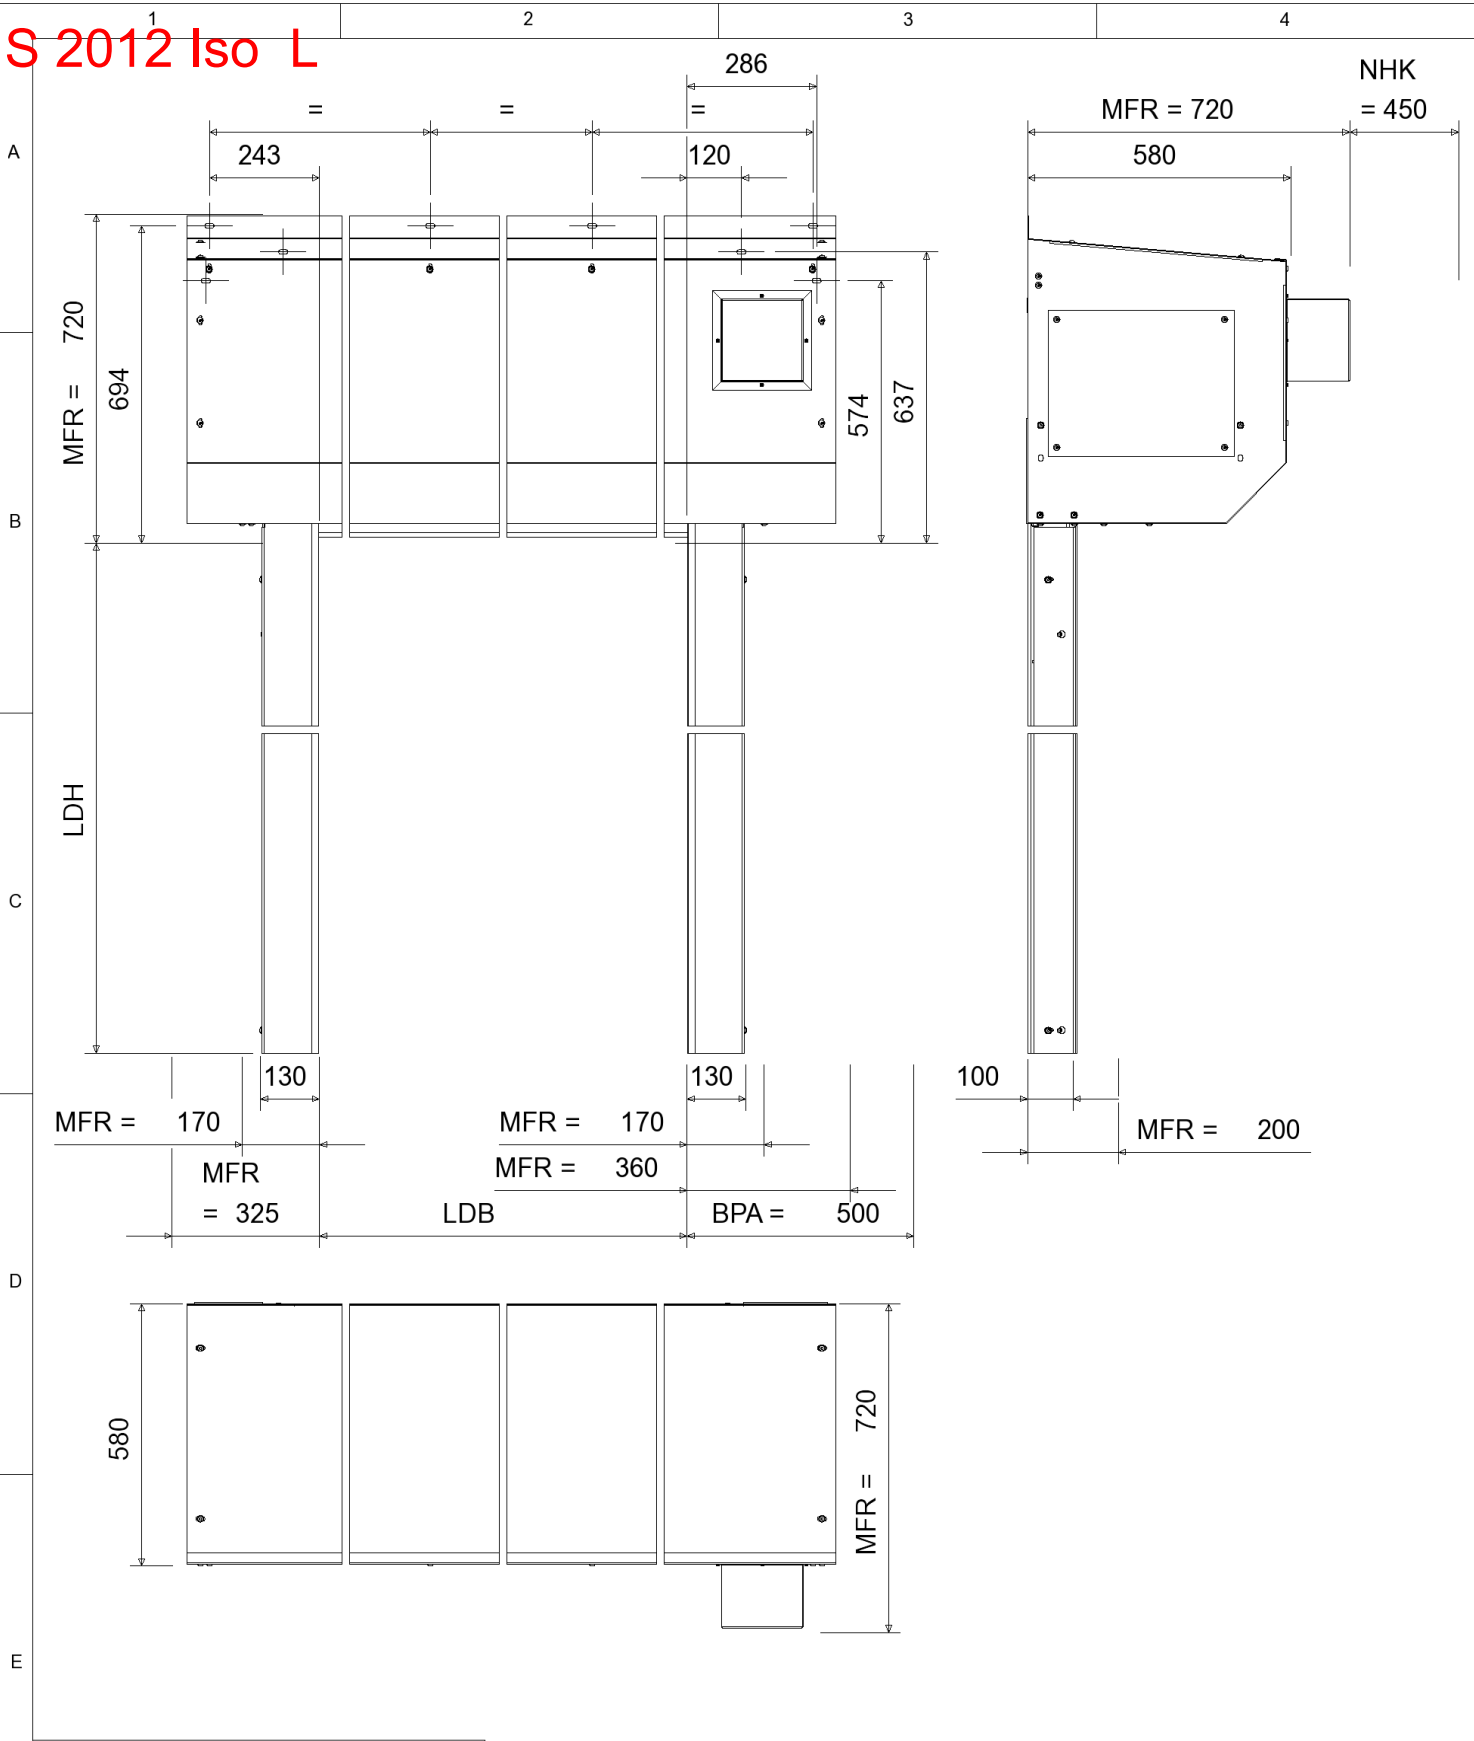 1 2 3 4
S 2012 Iso L
286
NHK
= = =
MFR = 720 = 450
A
243 120 580
MFR = 720
694
574
637
B
LDH
C
130 130 100
MFR = 170 MFR = 170 MFR = 200
MFR MFR = 360
= 325 LDB BPA = 500
D
580
MFR = 720
E